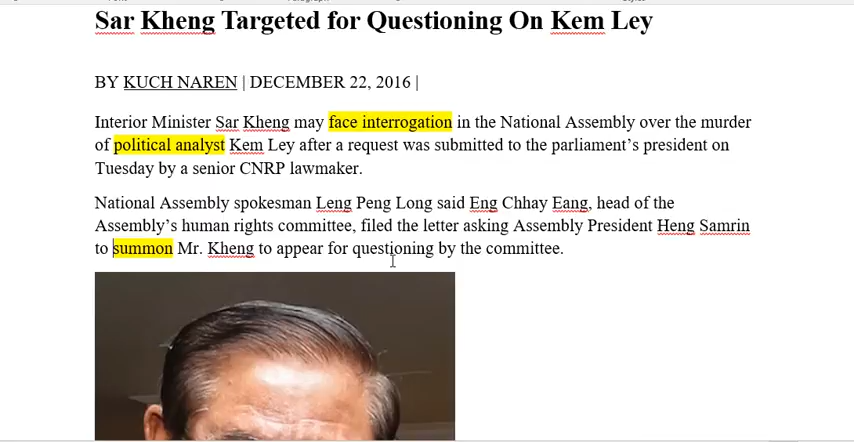 Sar Kheng Targeted for Questioning On Kem Ley
BY KUCH NAREN | DECEMBER 22, 2016 |
Interior Minister Sar Kheng may face interrogation in the National Assembly over the murder
of political analyst Kem Ley after a request was submitted to the parliament’s president on
Tuesday by a senior CNRP lawmaker.
National Assembly spokesman Leng Peng Long said Eng Chhay Eang, head of the
Assembly’s human rights committee, filed the letter asking Assembly President Heng Samrin
to summon Mr. Kheng to appear for questioning by the committee.